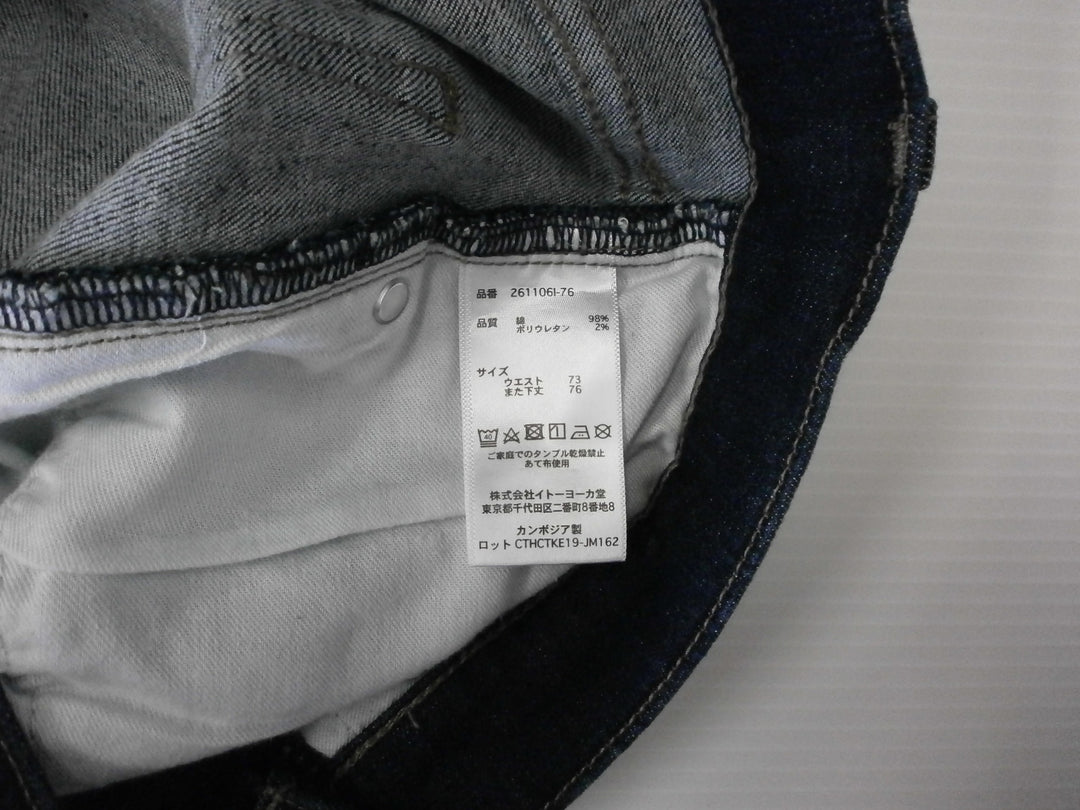 品番 261106I-76
品質 綿 98%
ポリウレタン 2%
サイズ
ウエスト 73
また下丈 76
40
ご家庭でのタンブル乾燥禁止
あて布使用
株式会社イトーヨーカ堂
東京都千代田区二番町8番地8
カンボジア製
ロット CTHCTKE19-JM162